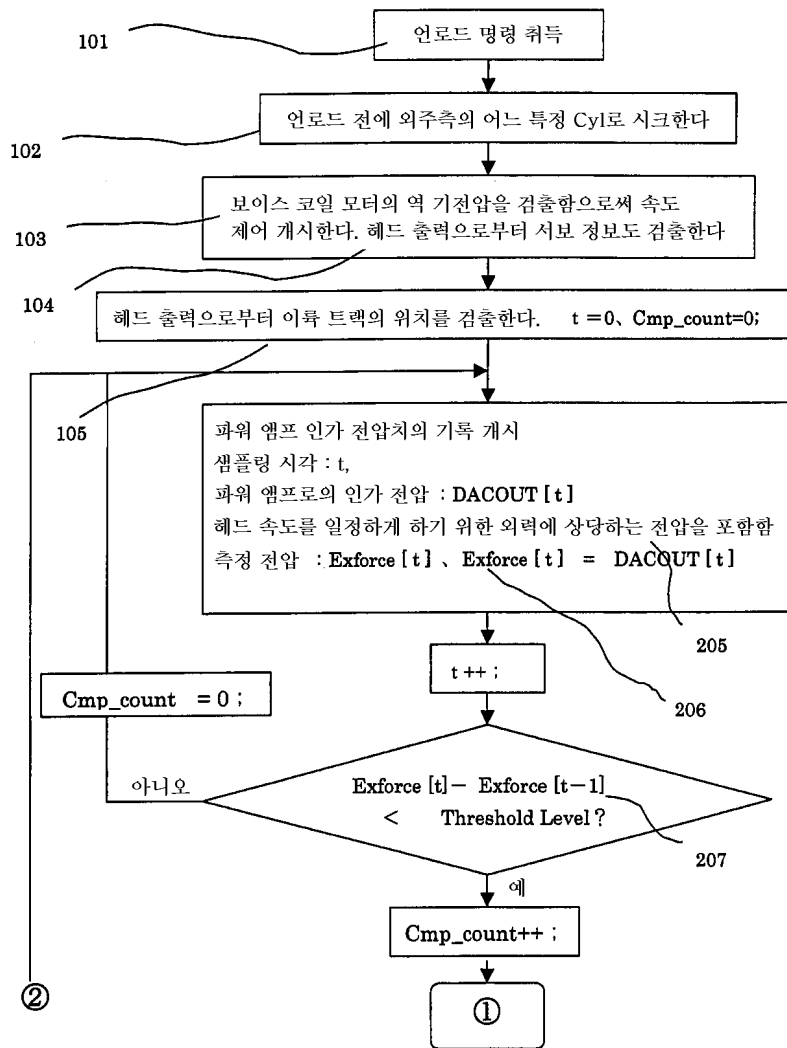 101
언로드 명령 취득
102
언로드 전에 외주측의 어느 특정 Cyl로 시크한다
103
보이스 코일 모터의 역 기전압을 검출함으로써 속도
제어 개시한다. 헤드 출력으로부터 서보 정보도 검출한다
104
헤드 출력으로부터 이륙 트랙의 위치를 검출한다. t=0、Cmp_count=0;
105
파워 앰프 인가 전압치의 기록 개시
샘플링 시각 : t,
파워 앰프로의 인가 전압 : DACOUT [t]
헤드 속도를 일정하게 하기 위한 외력에 상당하는 전압을 포함함
측정 전압 : Exforce [t] 、Exforce [t] = DACOUT [t]
205
206
t++ ;
Cmp_count = 0 ;
아니오
Exforce [t]− Exforce [t−1]
< Threshold Level ?
207
예
Cmp_count++ ;
②
①